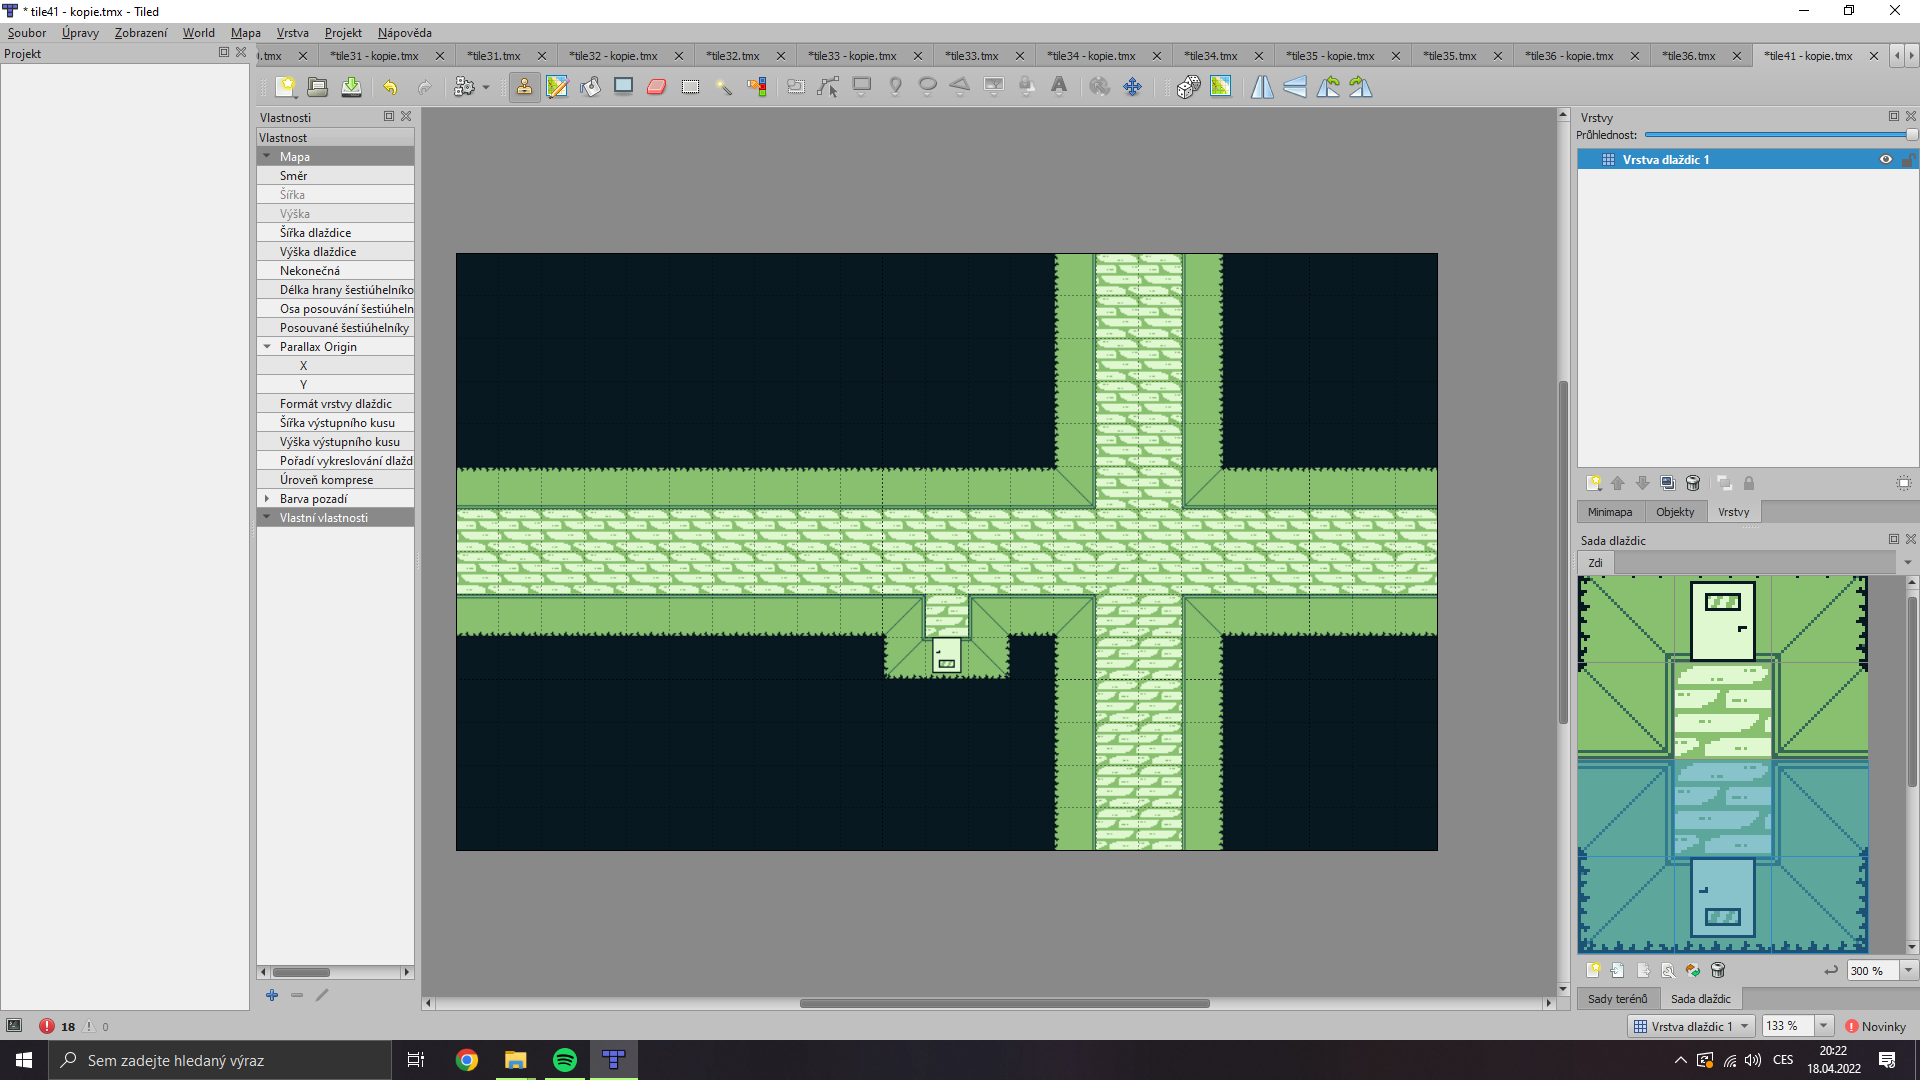 * tile41 - kopie.tmx - Tiled
Soubor Úpravy Zobrazení World Mapa Vrstva Projekt Nápověda
Projekt
.tmx *tile31 - kopie.tmx *tile31.tmx *tile32 - kopie.tmx *tile32.tmx *tile33 - kopie.tmx *tile33.tmx *tile34 - kopie.tmx *tile34.tmx *tile35 - kopie.tmx *tile35.tmx *tile36 - kopie.tmx *tile36.tmx *tile41 - kopie.tmx
Vlastnosti
Vlastnost
Mapa
Směr
Šířka
Výška
Šířka dlaždice
Výška dlaždice
Nekonečná
Délka hrany šestiúhelníko
Osa posouvání šestiúheln
Posouvané šestiúhelníky
Parallax Origin
X
Y
Formát vrstvy dlaždic
Šířka výstupního kusu
Výška výstupního kusu
Pořadí vykreslování dlažd
Úroveň komprese
Barva pozadí
Vlastní vlastnosti
Vrstvy
Průhlednost:
Vrstva dlaždic 1
Minimapa Objekty Vrstvy
Sada dlaždic
Zdi
300 %
Sady terénů Sada dlaždic
18 0
Vrstva dlaždic 1 133 % Novinky
Sem zadejte hledaný výraz
CES
20:22
18.04.2022